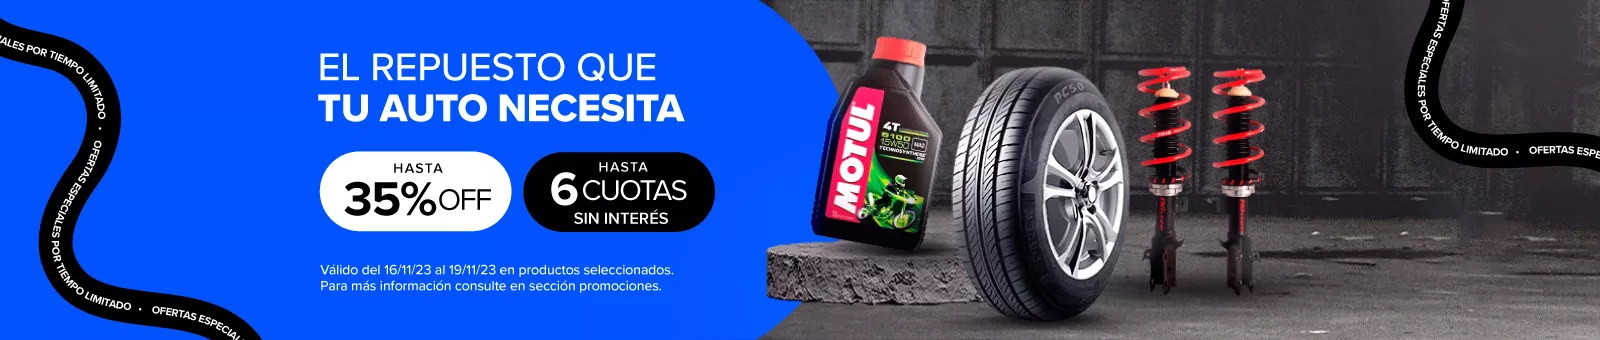 ALES POR TIEMPO LIMITADO • OFERTAS ESPECIALES POR TIEMPO LIMITADO • OFERTAS ESPECIAL
EL REPUESTO QUE
TU AUTO NECESITA
HASTA
35% OFF
HASTA
6 CUOTAS
SIN INTERÉS
Válido del 16/11/23 al 19/11/23 en productos seleccionados.
Para más información consulte en sección promociones.
MOTUL
4T
5100
15W50
TECHNOSYNTHESE
PC50
OFERTAS ESPECIALES POR TIEMPO LIMITADO • OFERTAS ESPE